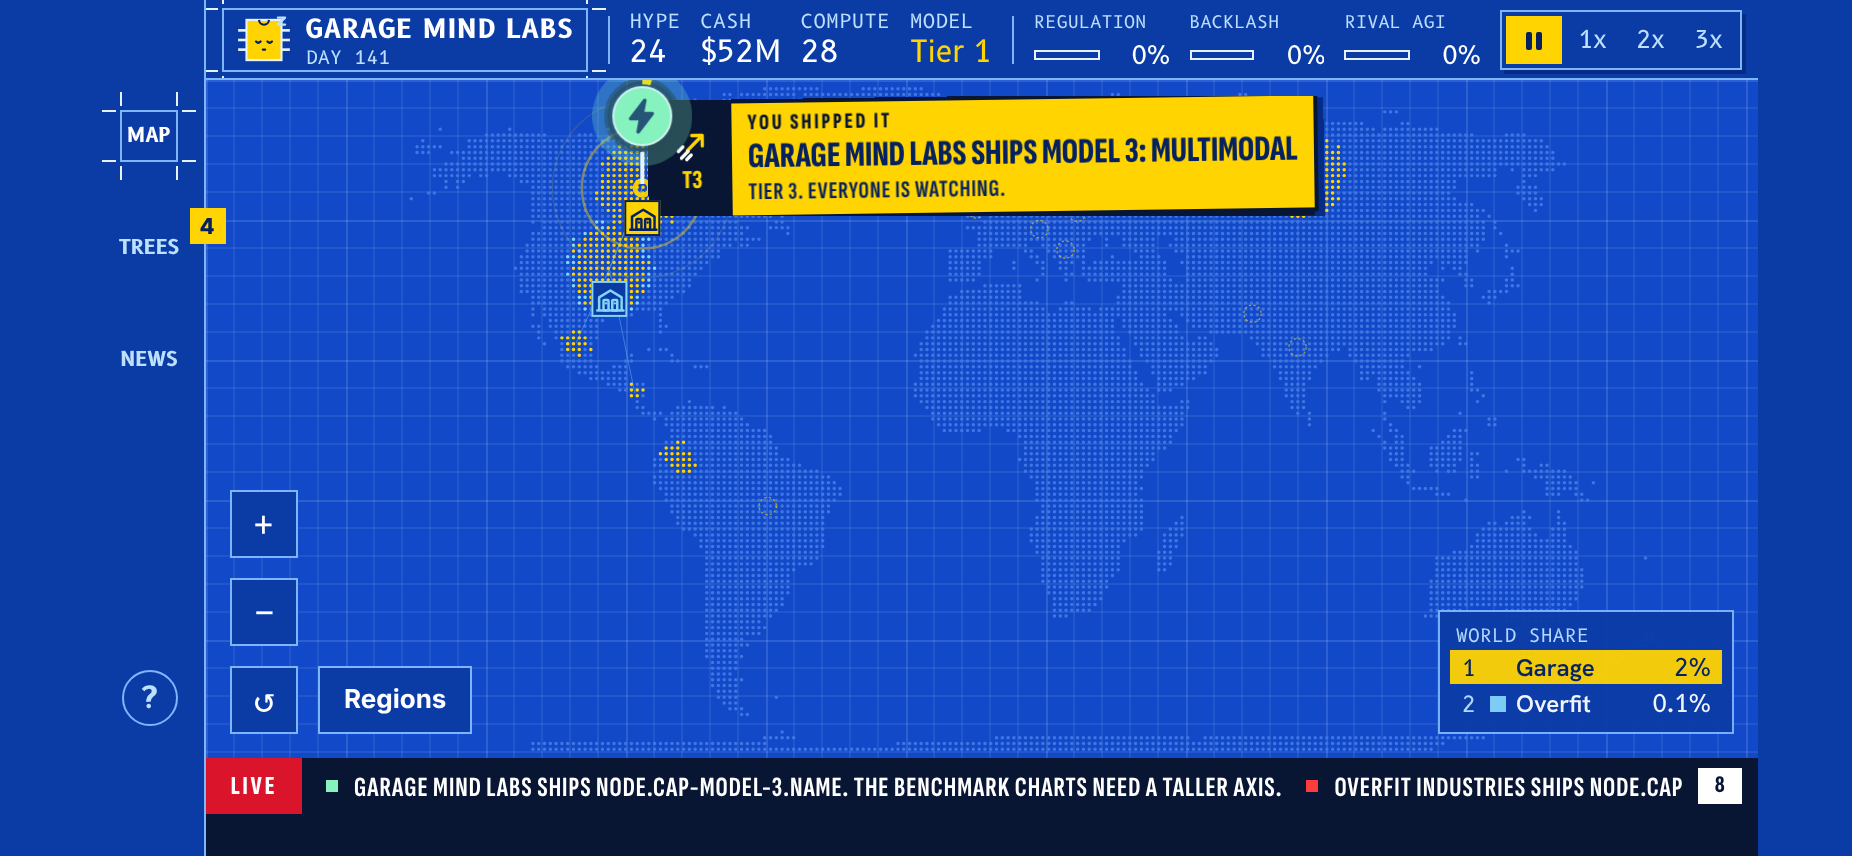 GARAGE MIND LABS
DAY 141
HYPE
24
CASH
$52M
COMPUTE
28
MODEL
Tier 1
REGULATION
0%
BACKLASH
0%
RIVAL AGI
0%
1x
2x
3x
MAP
TREES
4
NEWS
?
T3
YOU SHIPPED IT
GARAGE MIND LABS SHIPS MODEL 3: MULTIMODAL
TIER 3. EVERYONE IS WATCHING.
+
−
↺
Regions
WORLD SHARE
1 Garage 2%
2 Overfit 0.1%
LIVE
GARAGE MIND LABS SHIPS NODE.CAP-MODEL-3.NAME. THE BENCHMARK CHARTS NEED A TALLER AXIS.
OVERFIT INDUSTRIES SHIPS NODE.CAP
8